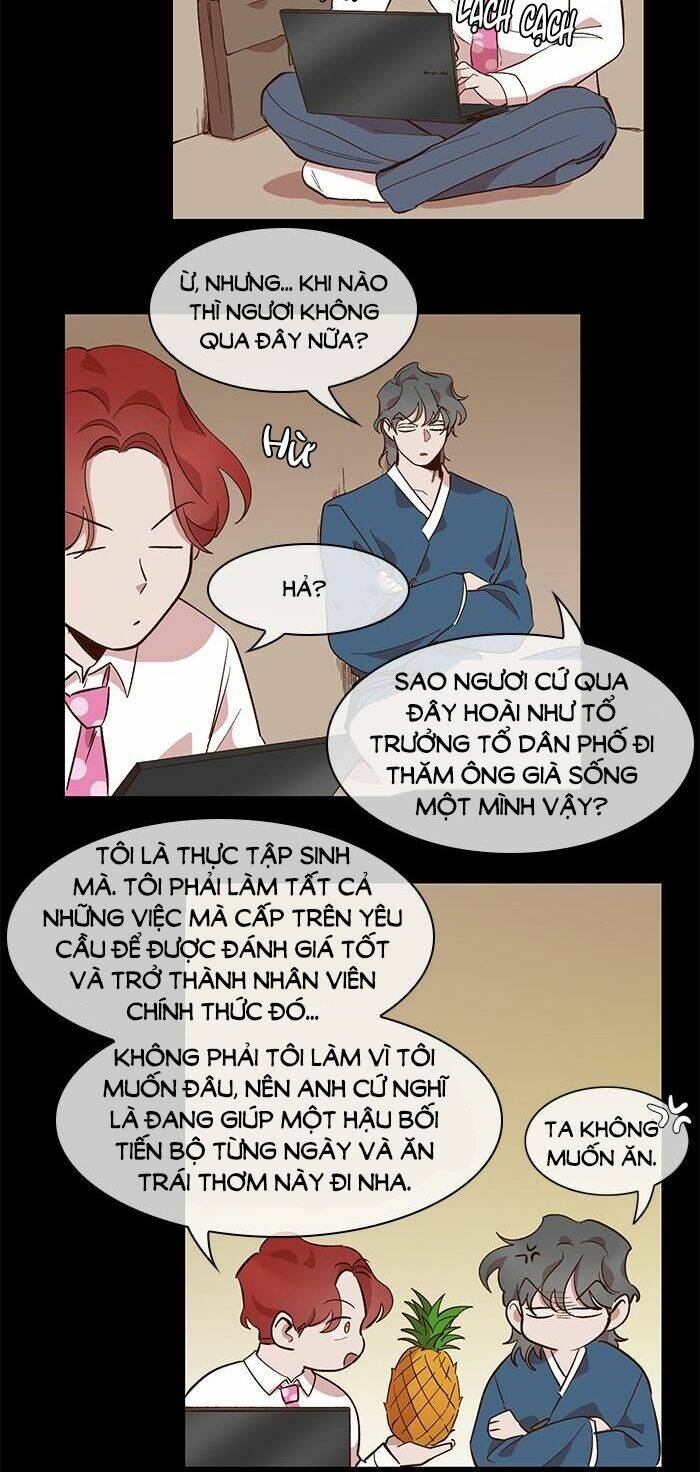 LẠCH CẠCH
Ừ, NHƯNG... KHI NÀO
THÌ NGƯƠI KHÔNG
QUA ĐÂY NỮA?
HỪ
HẢ?
SAO NGƯƠI CỨ QUA
ĐÂY HOÀI NHƯ TỔ
TRƯỞNG TỔ DÂN PHỐ ĐI
THĂM ÔNG GIÀ SỐNG
MỘT MÌNH VẬY?
TÔI LÀ THỰC TẬP SINH
MÀ. TÔI PHẢI LÀM TẤT CẢ
NHỮNG VIỆC MÀ CẤP TRÊN YÊU
CẦU ĐỂ ĐƯỢC ĐÁNH GIÁ TỐT
VÀ TRỞ THÀNH NHÂN VIÊN
CHÍNH THỨC ĐÓ...
KHÔNG PHẢI TÔI LÀM VÌ TÔI
MUỐN ĐÂU, NÊN ANH CỨ NGHĨ
LÀ ĐANG GIÚP MỘT HẬU BỐI
TIẾN BỘ TỪNG NGÀY VÀ ĂN
TRÁI THƠM NÀY ĐI NHA.
TA KHÔNG
MUỐN ĂN.